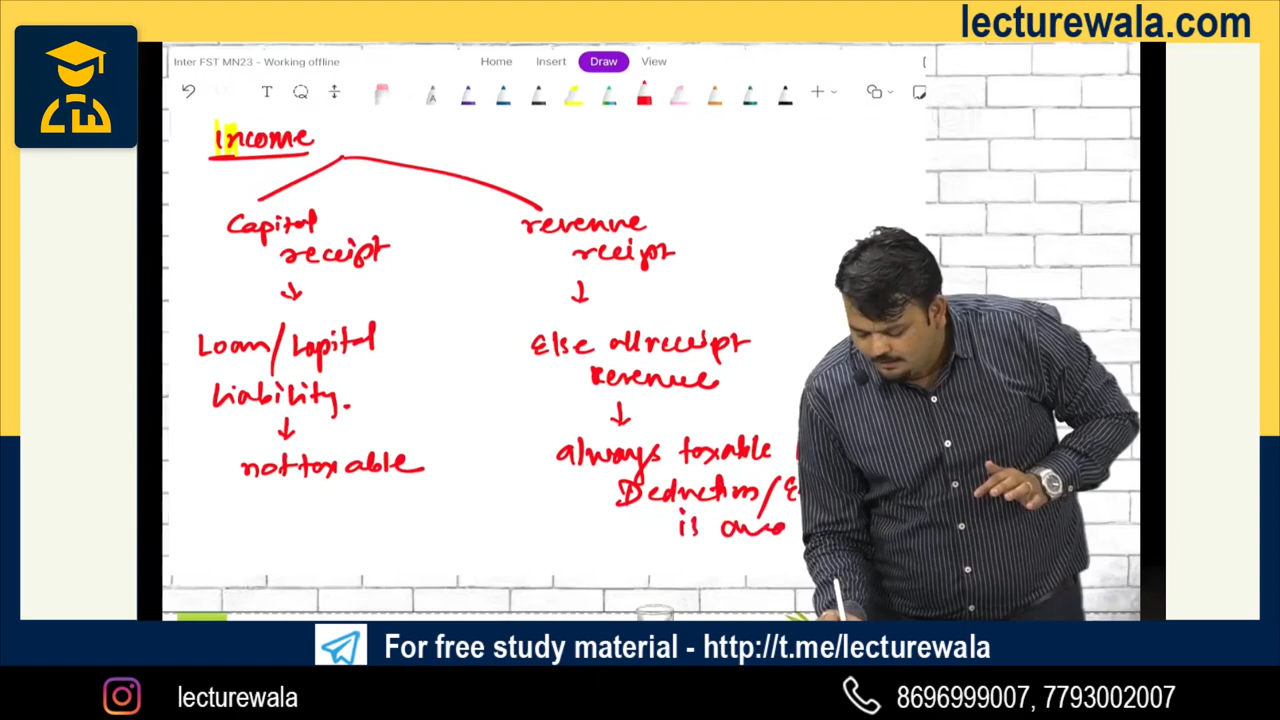 lecturewala.com
Inter FST MN23 - Working offline
Home Insert Draw View
Income
Capital
receipt
Loan/Capital
Liability.
not taxable
revenue
receipt
Else all receipt
Revenue
always taxable
Deduction/
is
For free study material - http://t.me/lecturewala
lecturewala
8696999007, 7793002007